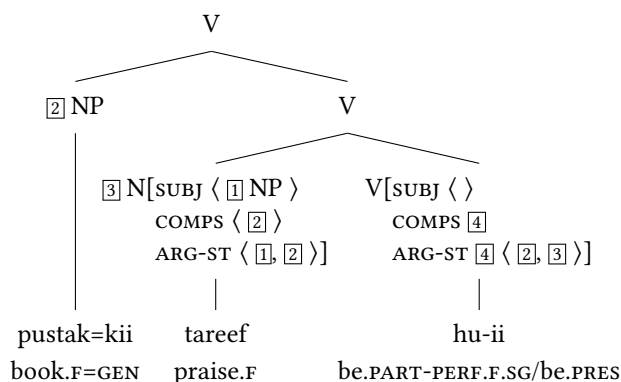 V
[2] NP V
[3] N[SUBJ ⟨ [1] NP ⟩ V[SUBJ ⟨ ⟩
COMPS ⟨ [2] ⟩ COMPS [4]
ARG-ST ⟨ [1], [2] ⟩] ARG-ST [4] ⟨ [2], [3] ⟩]
pustak=kii tareef hu-ii
book.F=GEN praise.F be.PART-PERF.F.SG/be.PRES